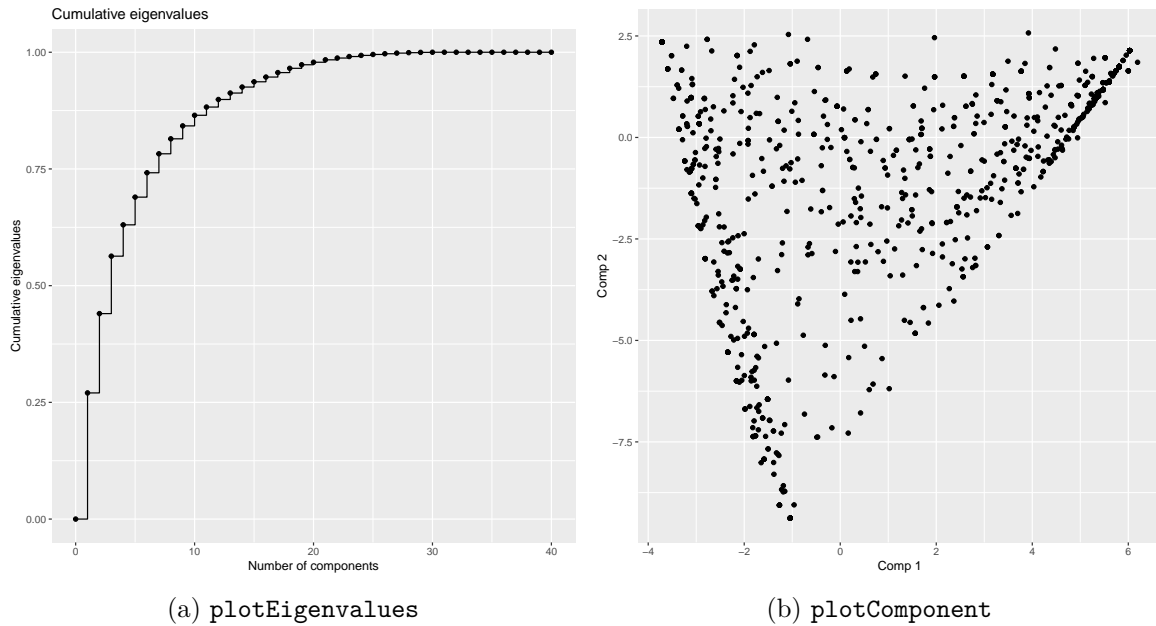 Cumulative eigenvalues
1.00
0.75
0.50
0.25
0.00
Cumulative eigenvalues
0 10 20 30 40
Number of components
(a) plotEigenvalues
2.5
0.0
−2.5
−5.0
−7.5
Comp 2
−4 −2 0 2 4 6
Comp 1
(b) plotComponent